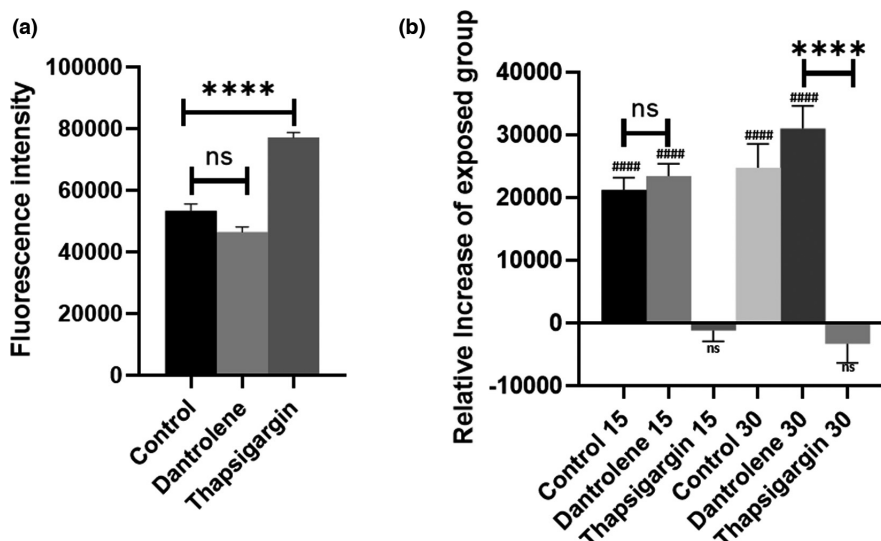 (a)
Fluorescence intensity
100000
80000
60000
40000
20000
0
****
ns
Control
Dantrolene
Thapsigargin
(b)
Relative Increase of exposed group
40000
30000
20000
10000
0
-10000
****
ns
####
####
####
####
ns
ns
Control 15
Dantrolene 15
Thapsigargin 15
Control 30
Dantrolene 30
Thapsigargin 30